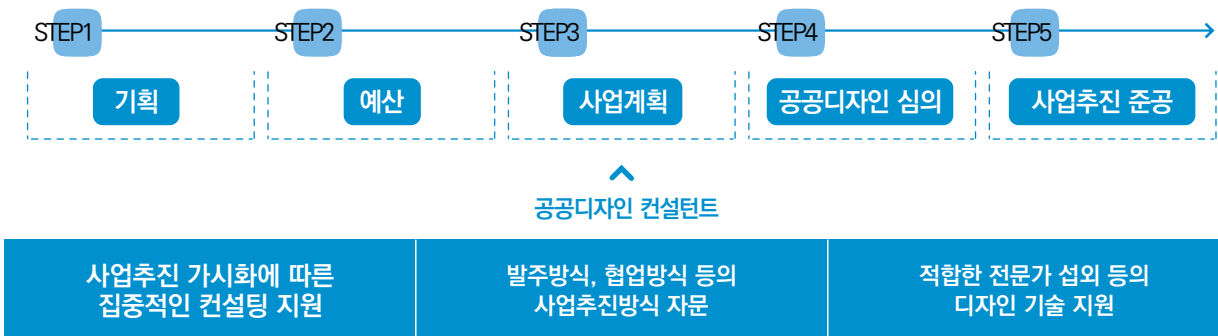 STEP1 STEP2 STEP3 STEP4 STEP5
기획 예산 사업계획 공공디자인 심의 사업추진 준공
공공디자인 컨설턴트
사업추진 가시화에 따른
집중적인 컨설팅 지원
발주방식, 협업방식 등의
사업추진방식 자문
적합한 전문가 섭외 등의
디자인 기술 지원